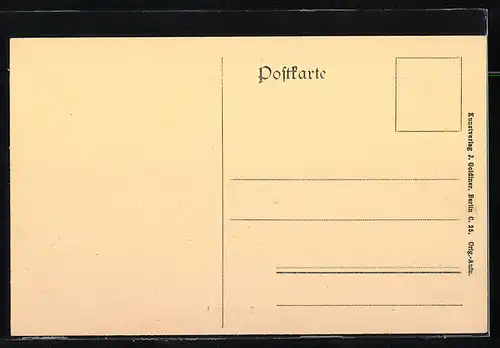 Poſtkarte
Kunstverlag J. Goldiner, Berlin C. 25. Orig.-Aufn.